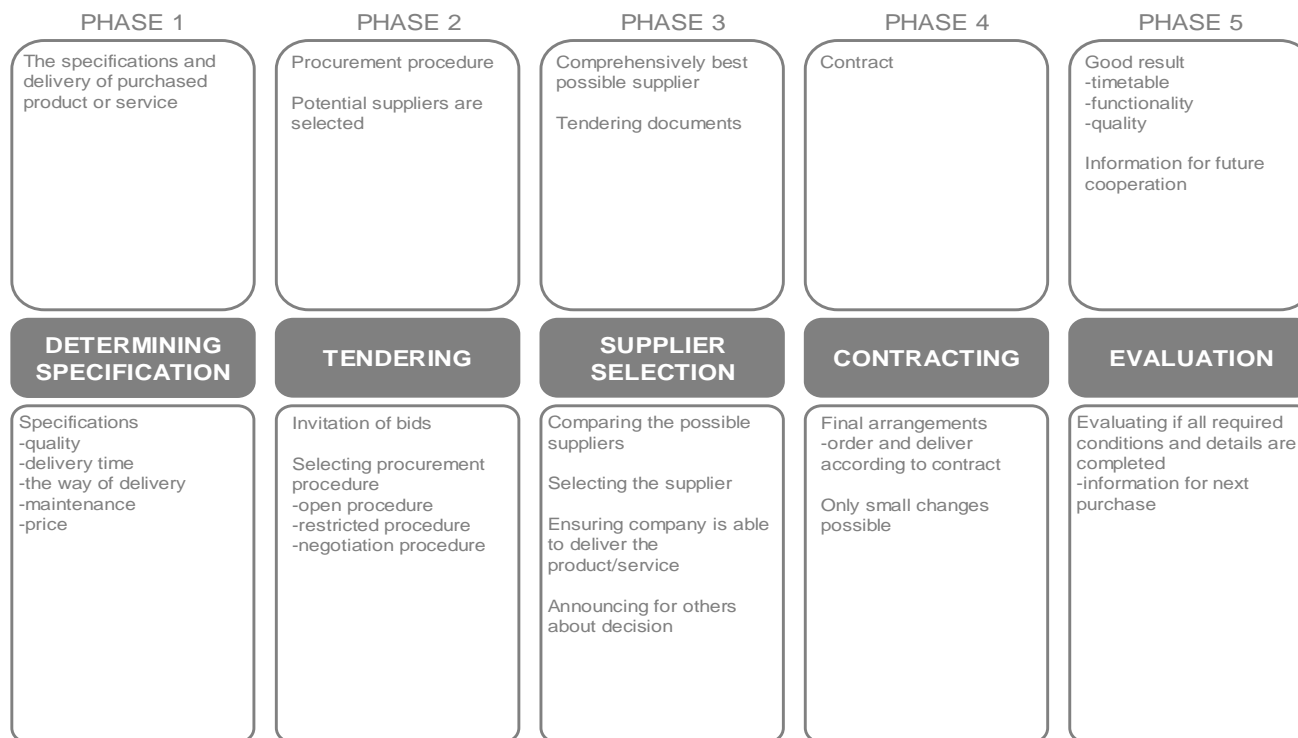 PHASE 1
The specifications and
delivery of purchased
product or service
DETERMINING
SPECIFICATION
Specifications
-quality
-delivery time
-the way of delivery
-maintenance
-price
PHASE 2
Procurement procedure
Potential suppliers are
selected
TENDERING
Invitation of bids
Selecting procurement
procedure
-open procedure
-restricted procedure
-negotiation procedure
PHASE 3
Comprehensively best
possible supplier
Tendering documents
SUPPLIER
SELECTION
Comparing the possible
suppliers
Selecting the supplier
Ensuring company is able
to deliver the
product/service
Announcing for others
about decision
PHASE 4
Contract
CONTRACTING
Final arrangements
-order and deliver
according to contract
Only small changes
possible
PHASE 5
Good result
-timetable
-functionality
-quality
Information for future
cooperation
EVALUATION
Evaluating if all required
conditions and details are
completed
-information for next
purchase